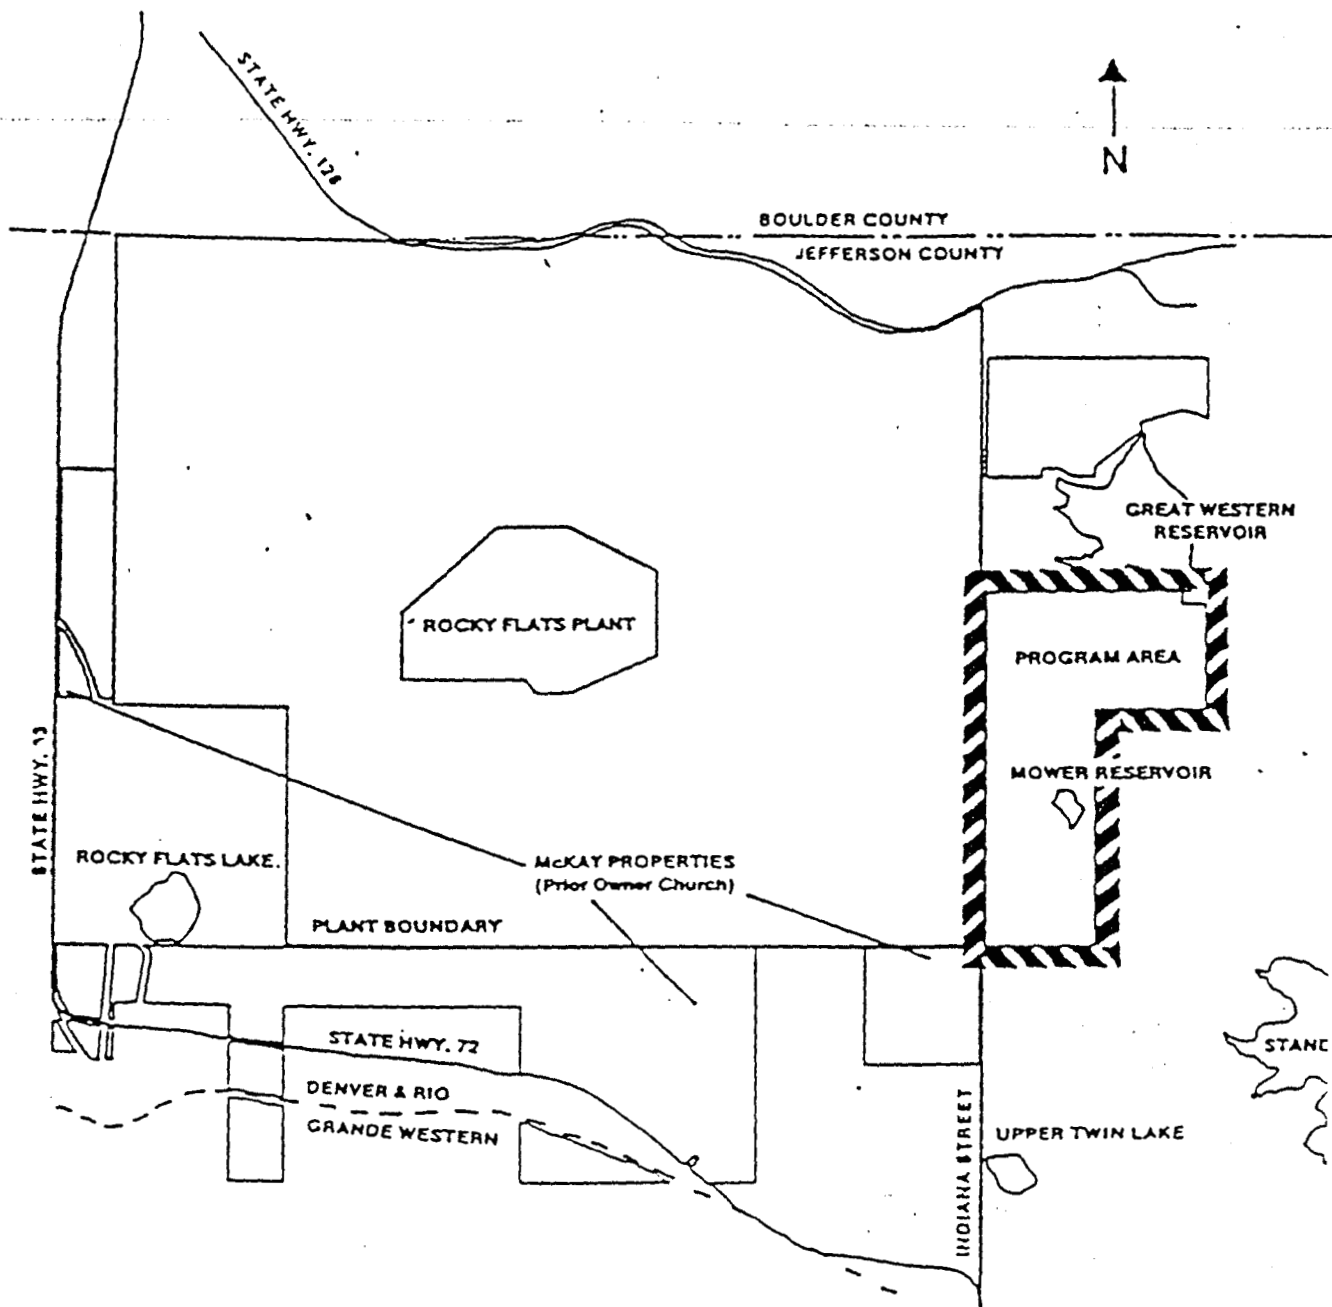 STATE HWY. 128
N
BOULDER COUNTY
JEFFERSON COUNTY
GREAT WESTERN
RESERVOIR
ROCKY FLATS PLANT
PROGRAM AREA
MOWER RESERVOIR
STATE HWY.
ROCKY FLATS LAKE.
McKAY PROPERTIES
(Prior Owner Church)
PLANT BOUNDARY
STATE HWY. 72
STAND
DENVER & RIO
GRANDE WESTERN
INDIANA STREET
UPPER TWIN LAKE